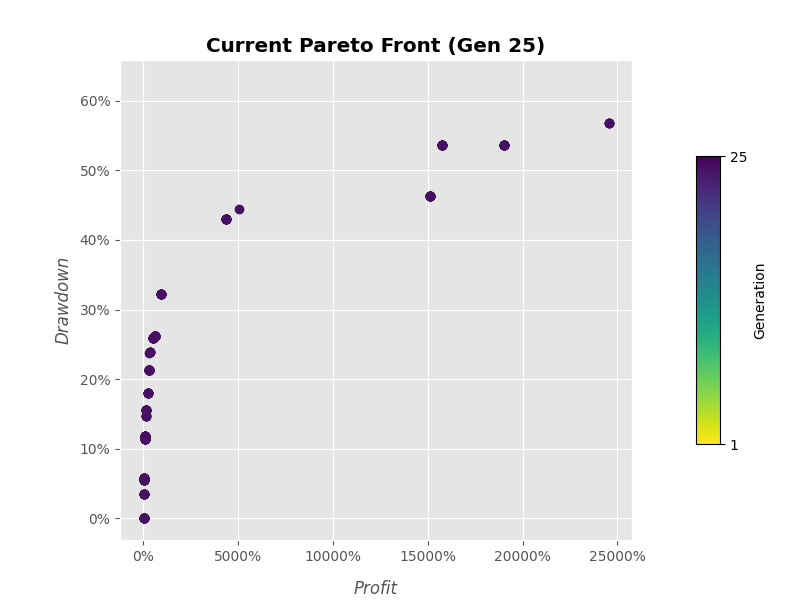 Current Pareto Front (Gen 25)
60%
50%
40%
30%
20%
10%
0%
Drawdown
0% 5000% 10000% 15000% 20000% 25000%
Profit
25
1
Generation